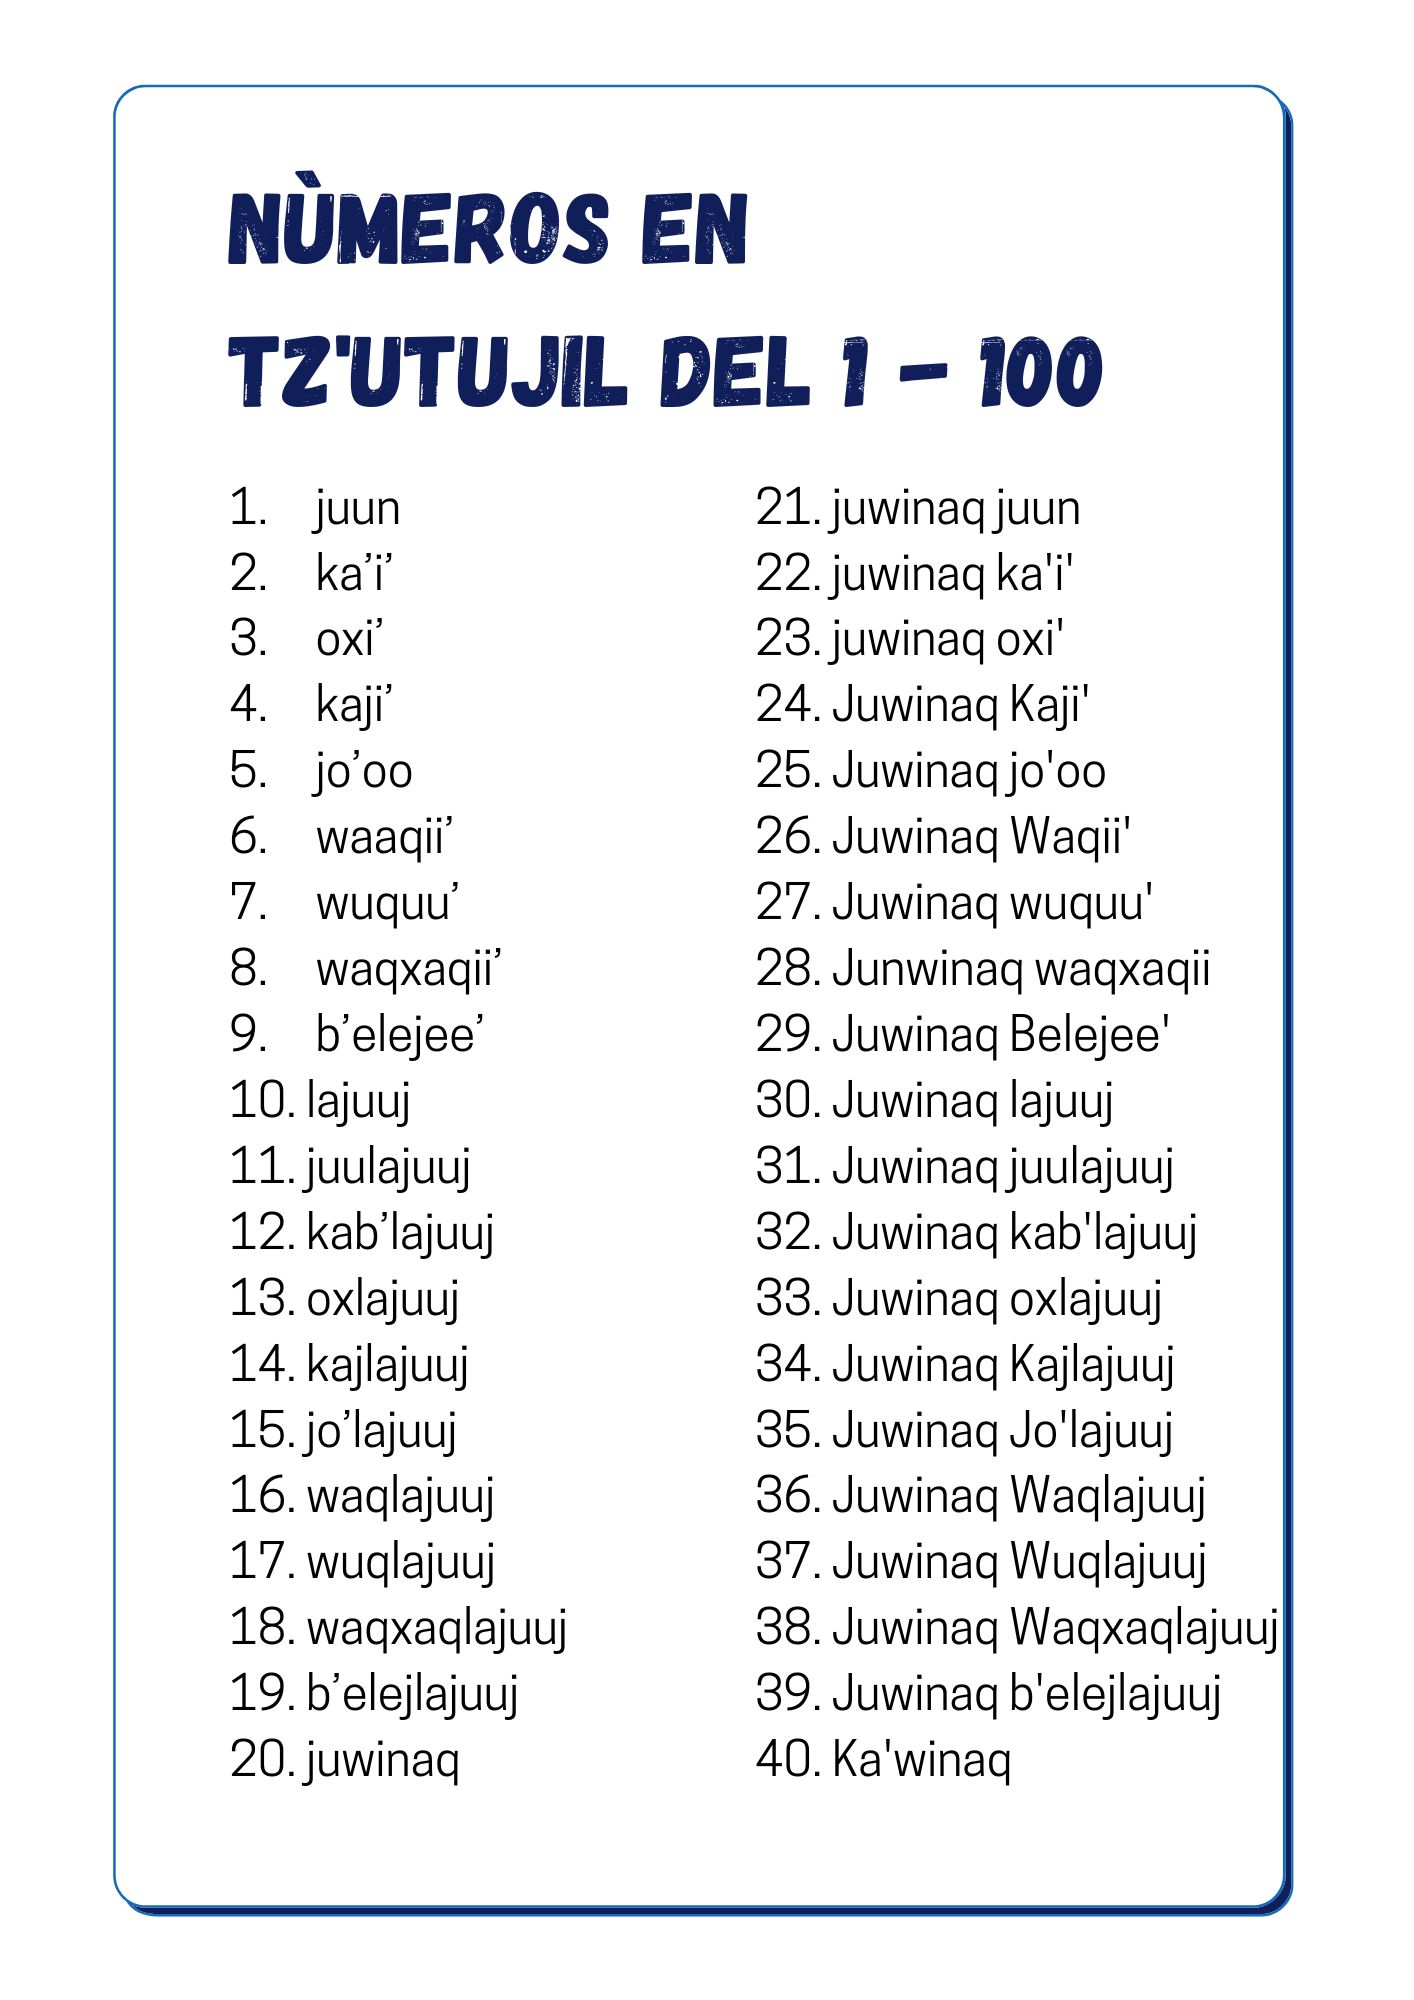 NÙMEROS EN
TZ'UTUJIL DEL 1 – 100
1. juun
2. ka’i’
3. oxi’
4. kaji’
5. jo’oo
6. waaqii’
7. wuquu’
8. waqxaqii’
9. b’elejee’
10. lajuuj
11. juulajuuj
12. kab’lajuuj
13. oxlajuuj
14. kajlajuuj
15. jo’lajuuj
16. waqlajuuj
17. wuqlajuuj
18. waqxaqlajuuj
19. b’elejlajuuj
20. juwinaq
21. juwinaq juun
22. juwinaq ka'i'
23. juwinaq oxi'
24. Juwinaq Kaji'
25. Juwinaq jo'oo
26. Juwinaq Waqii'
27. Juwinaq wuquu'
28. Junwinaq waqxaqii
29. Juwinaq Belejee'
30. Juwinaq lajuuj
31. Juwinaq juulajuuj
32. Juwinaq kab'lajuuj
33. Juwinaq oxlajuuj
34. Juwinaq Kajlajuuj
35. Juwinaq Jo'lajuuj
36. Juwinaq Waqlajuuj
37. Juwinaq Wuqlajuuj
38. Juwinaq Waqxaqlajuuj
39. Juwinaq b'elejlajuuj
40. Ka'winaq